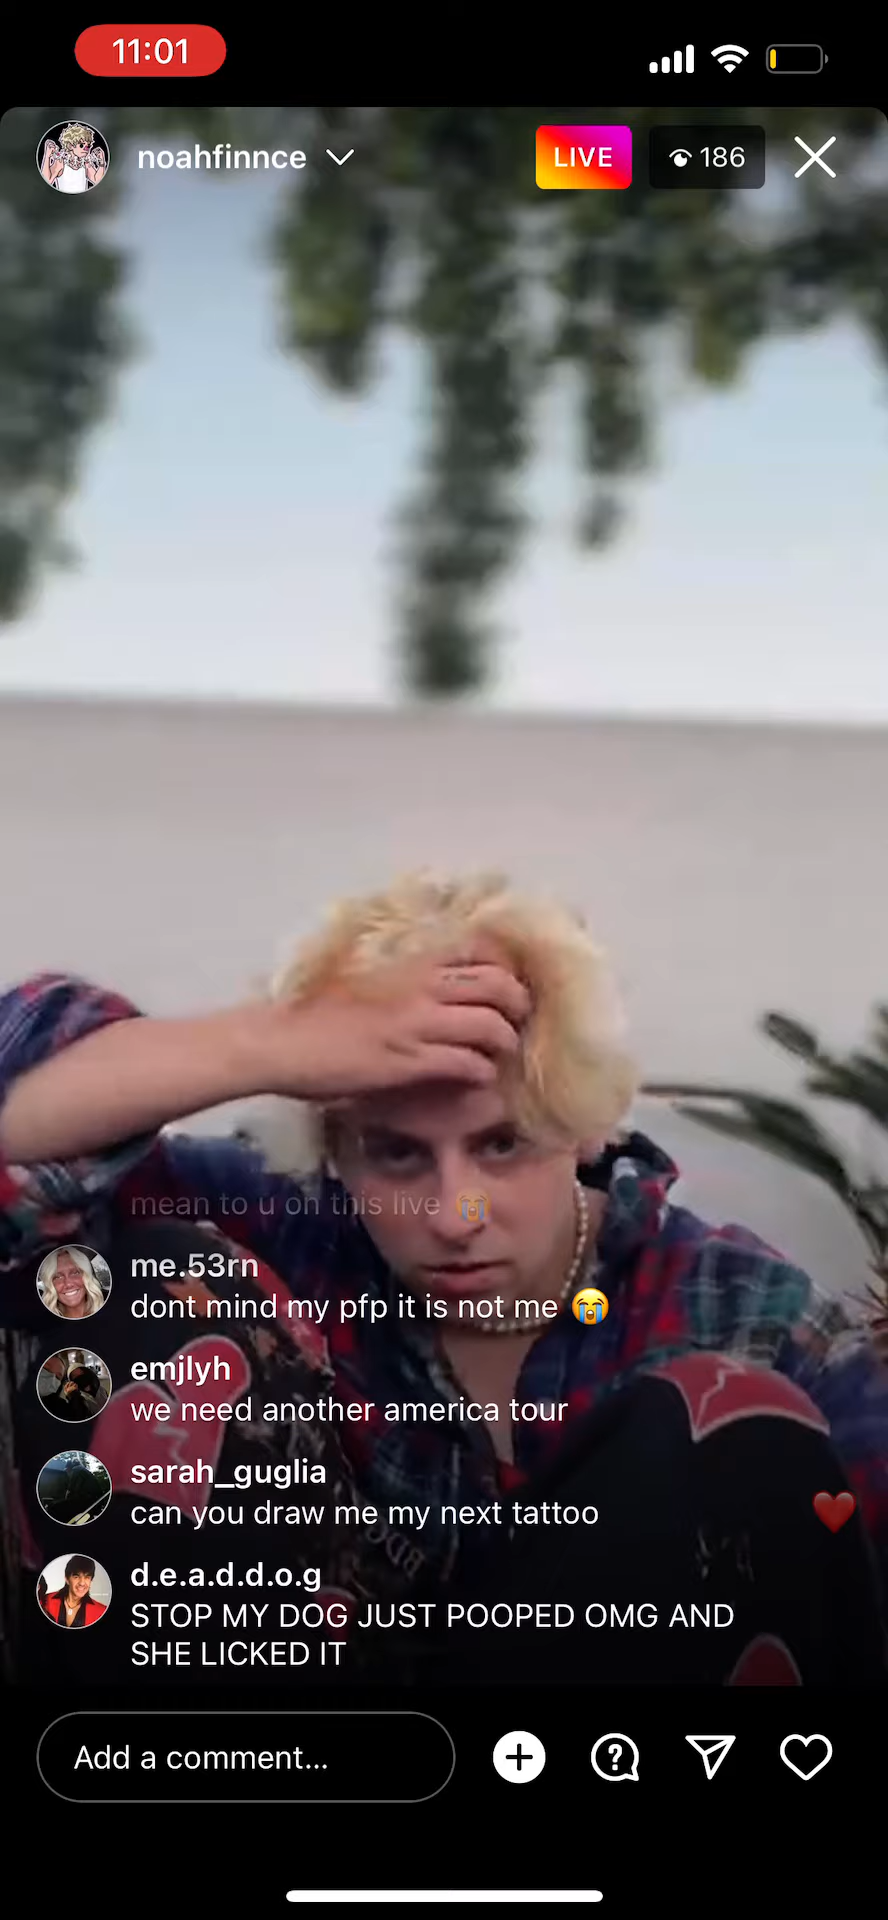 11:01
noahfinnce
LIVE
186
mean to u on this live 😭
me.53rn
dont mind my pfp it is not me 😭
emjlyh
we need another america tour
sarah_guglia
can you draw me my next tattoo
d.e.a.d.d.o.g
STOP MY DOG JUST POOPED OMG AND
SHE LICKED IT
Add a comment...